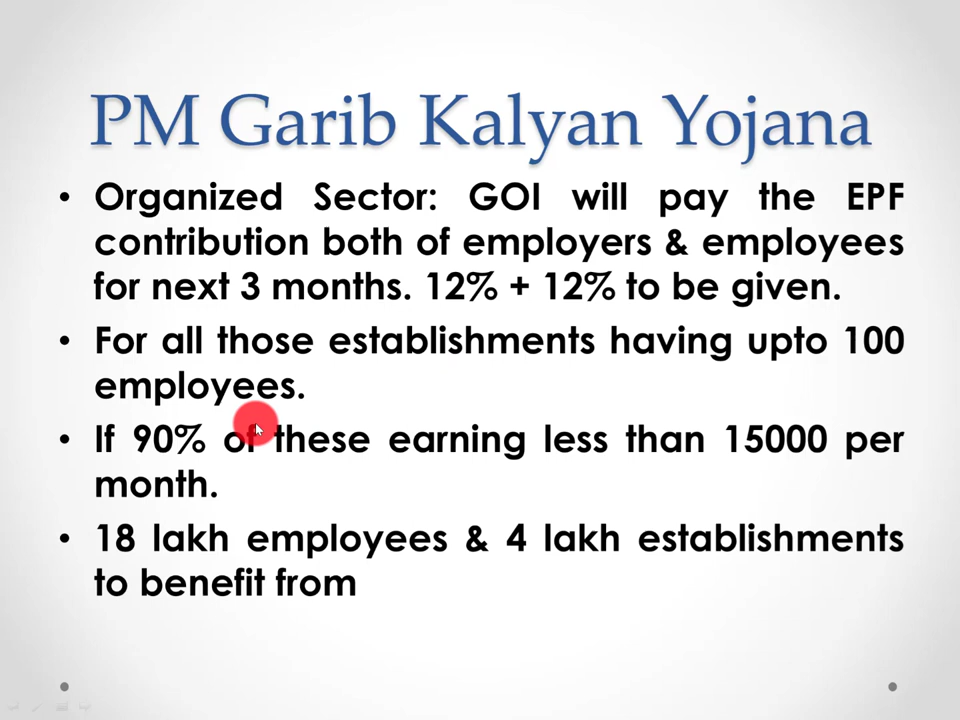 PM Garib Kalyan Yojana
• Organized Sector: GOI will pay the EPF
contribution both of employers & employees
for next 3 months. 12% + 12% to be given.
• For all those establishments having upto 100
employees.
• If 90% of these earning less than 15000 per
month.
• 18 lakh employees & 4 lakh establishments
to benefit from